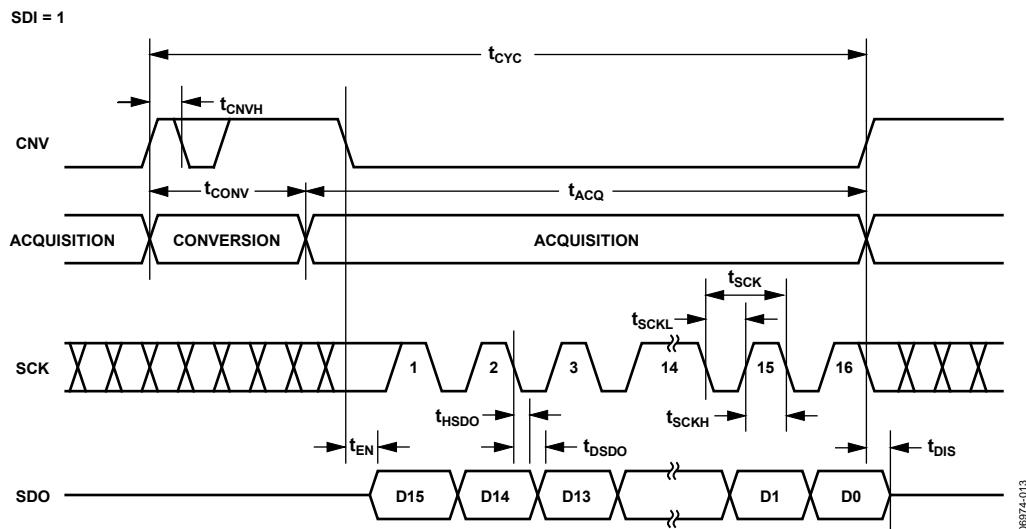 SDI = 1
tCYC
tCNVH
CNV
tCONV
tACQ
ACQUISITION
CONVERSION
ACQUISITION
tSCK
tSCKL
SCK
1
2
3
14
15
16
tHSDO
tSCKH
tEN
tDSDO
tDIS
SDO
D15
D14
D13
D1
D0
06974-013